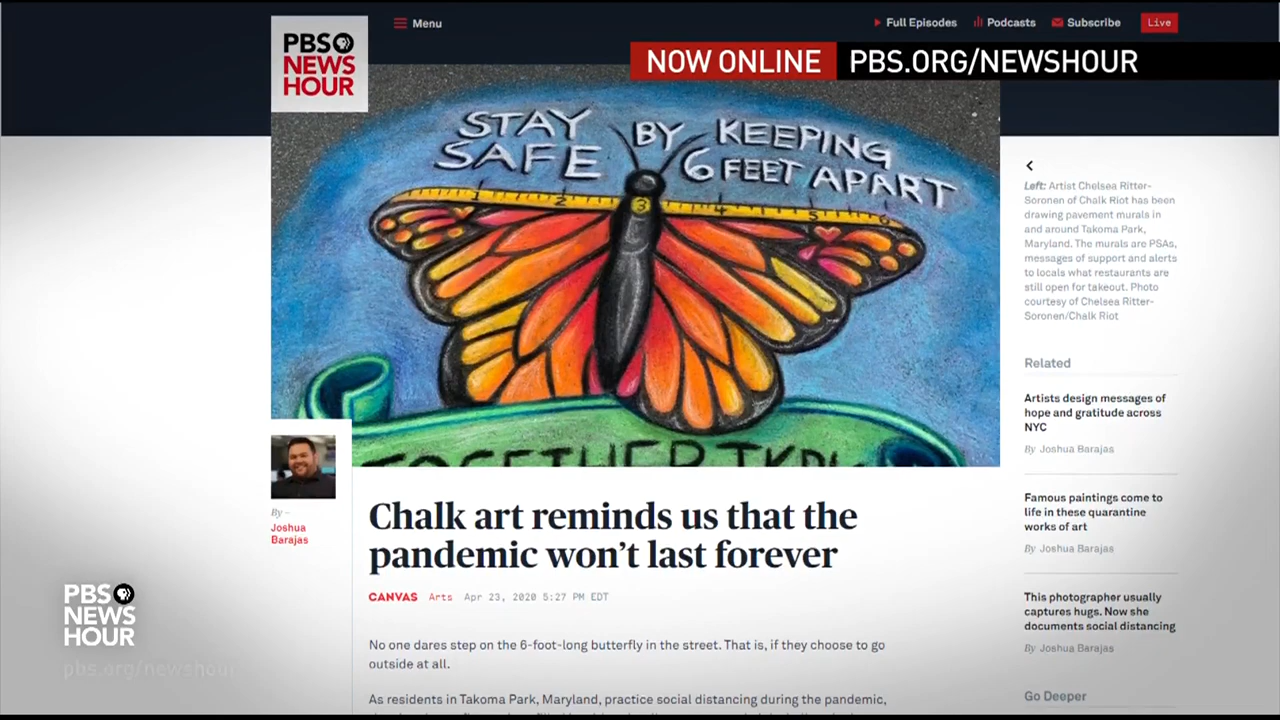 PBS
NEWS
HOUR
Menu
Full Episodes
Podcasts
Subscribe
Live
NOW ONLINE
PBS.ORG/NEWSHOUR
STAY BY KEEPING
SAFE 6 FEET APART
1 2 3 4 5 6
Left: Artist Chelsea Ritter-
Soronen of Chalk Riot has been
drawing pavement murals in
and around Takoma Park,
Maryland. The murals are PSAs,
messages of support and alerts
to locals what restaurants are
still open for takeout. Photo
courtesy of Chelsea Ritter-
Soronen/Chalk Riot
Related
Artists design messages of
hope and gratitude across
NYC
By Joshua Barajas
Famous paintings come to
life in these quarantine
works of art
By Joshua Barajas
This photographer usually
captures hugs. Now she
documents social distancing
By Joshua Barajas
Go Deeper
By –
Joshua
Barajas
Chalk art reminds us that the
pandemic won't last forever
CANVAS Arts Apr 23, 2020 5:27 PM EDT
No one dares step on the 6-foot-long butterfly in the street. That is, if they choose to go
outside at all.
As residents in Takoma Park, Maryland, practice social distancing during the pandemic,
PBS
NEWS
HOUR
pbs.org/newshour